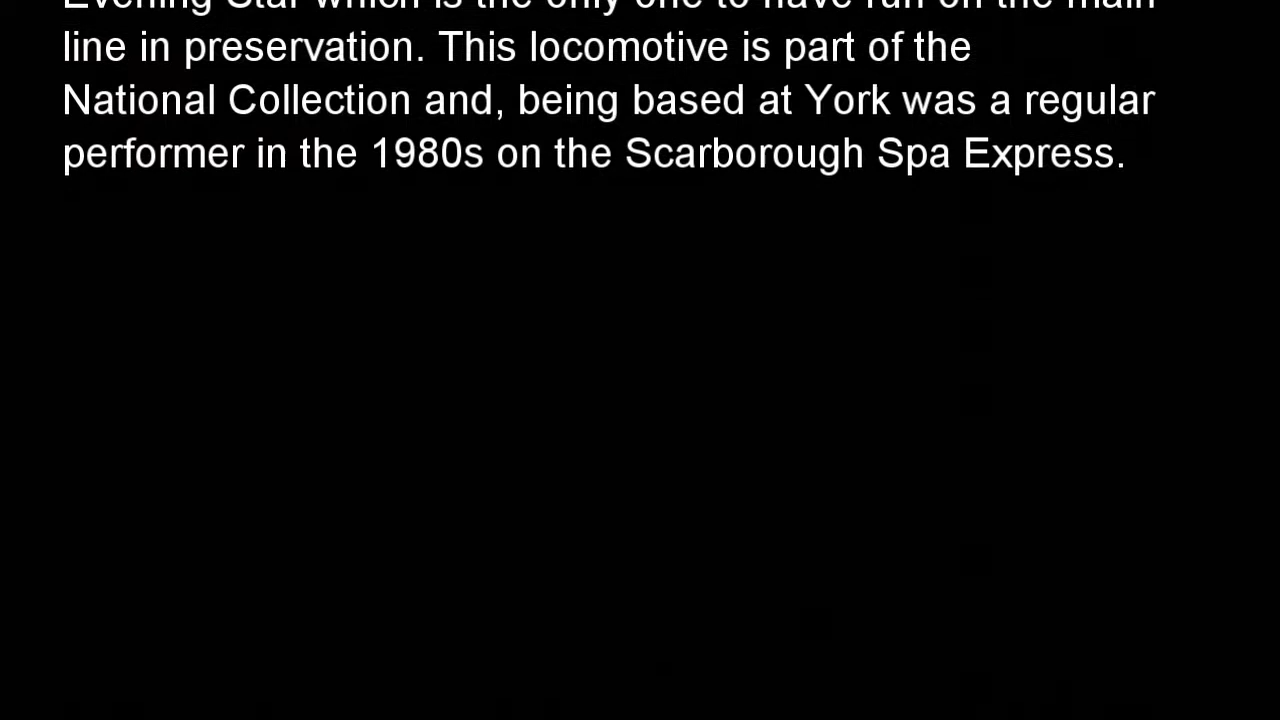 Evening Star which is the only one to have run on the main
line in preservation. This locomotive is part of the
National Collection and, being based at York was a regular
performer in the 1980s on the Scarborough Spa Express.